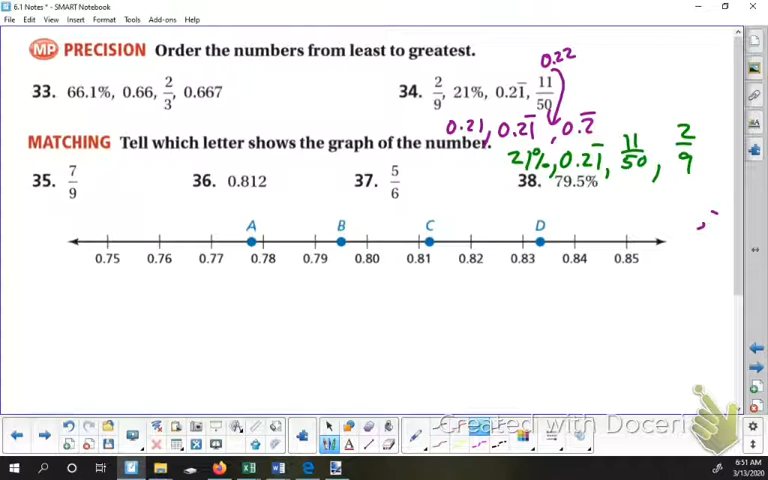 6.1 Notes * - SMART Notebook
File Edit View Insert Format Tools Add-ons Help
MP PRECISION Order the numbers from least to greatest.
0.22
33. 66.1%, 0.66, 2/3, 0.667
34. 2/9, 21%, 0.21̅, 11/50
0.21, 0.21̅, 0.2̅
MATCHING Tell which letter shows the graph of the number.
21%, 0.21̅, 11/50, 2/9
35. 7/9
36. 0.812
37. 5/6
38. 79.5%
A B C D
0.75 0.76 0.77 0.78 0.79 0.80 0.81 0.82 0.83 0.84 0.85
Created with Doceri
6:51 AM
3/13/2020